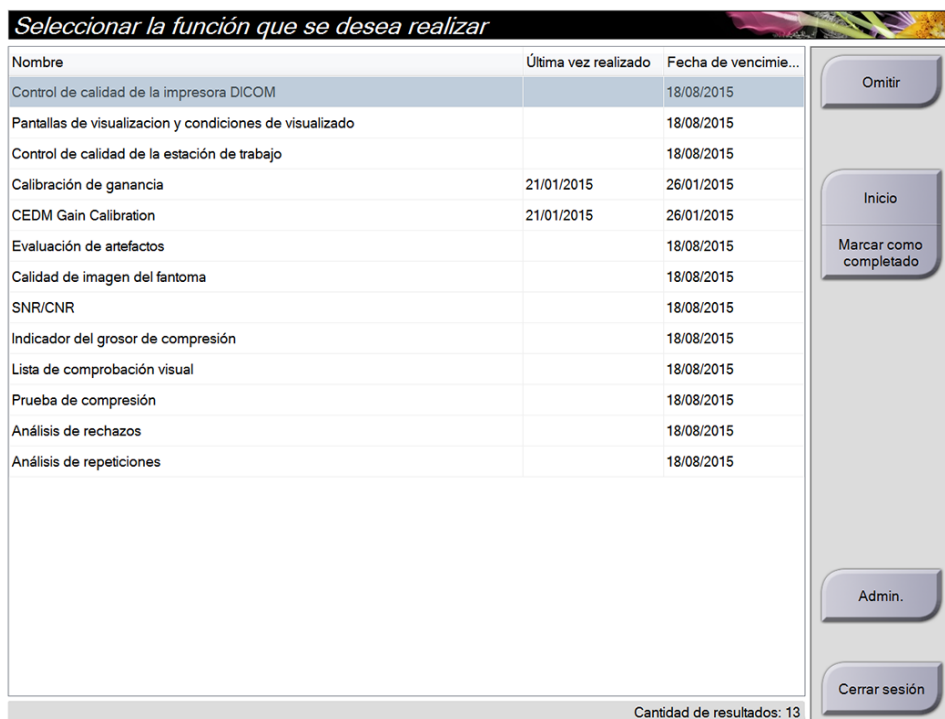 Seleccionar la función que se desea realizar
Nombre Última vez realizado Fecha de vencimie...
Control de calidad de la impresora DICOM 18/08/2015
Pantallas de visualizacion y condiciones de visualizado 18/08/2015
Control de calidad de la estación de trabajo 18/08/2015
Calibración de ganancia 21/01/2015 26/01/2015
CEDM Gain Calibration 21/01/2015 26/01/2015
Evaluación de artefactos 18/08/2015
Calidad de imagen del fantoma 18/08/2015
SNR/CNR 18/08/2015
Indicador del grosor de compresión 18/08/2015
Lista de comprobación visual 18/08/2015
Prueba de compresión 18/08/2015
Análisis de rechazos 18/08/2015
Análisis de repeticiones 18/08/2015
Cantidad de resultados: 13
Omitir
Inicio
Marcar como
completado
Admin.
Cerrar sesión